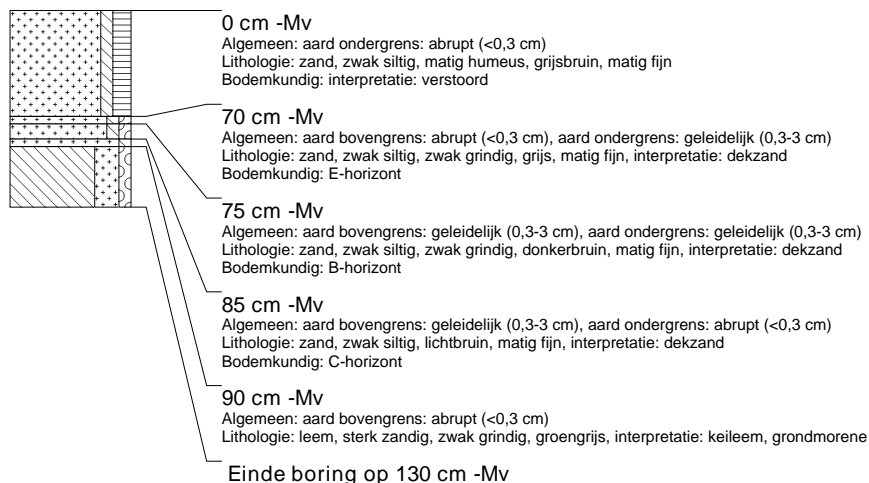 0 cm -Mv
Algemeen: aard ondergrens: abrupt (<0,3 cm)
Lithologie: zand, zwak siltig, matig humeus, grijsbruin, matig fijn
Bodemkundig: interpretatie: verstoord
70 cm -Mv
Algemeen: aard bovengrens: abrupt (<0,3 cm), aard ondergrens: geleidelijk (0,3-3 cm)
Lithologie: zand, zwak siltig, zwak grindig, grijs, matig fijn, interpretatie: dekzand
Bodemkundig: E-horizont
75 cm -Mv
Algemeen: aard bovengrens: geleidelijk (0,3-3 cm), aard ondergrens: geleidelijk (0,3-3 cm)
Lithologie: zand, zwak siltig, zwak grindig, donkerbruin, matig fijn, interpretatie: dekzand
Bodemkundig: B-horizont
85 cm -Mv
Algemeen: aard bovengrens: geleidelijk (0,3-3 cm), aard ondergrens: abrupt (<0,3 cm)
Lithologie: zand, zwak siltig, lichtbruin, matig fijn, interpretatie: dekzand
Bodemkundig: C-horizont
90 cm -Mv
Algemeen: aard bovengrens: abrupt (<0,3 cm)
Lithologie: leem, sterk zandig, zwak grindig, groengrijs, interpretatie: keileem, grondmorene
Einde boring op 130 cm -Mv